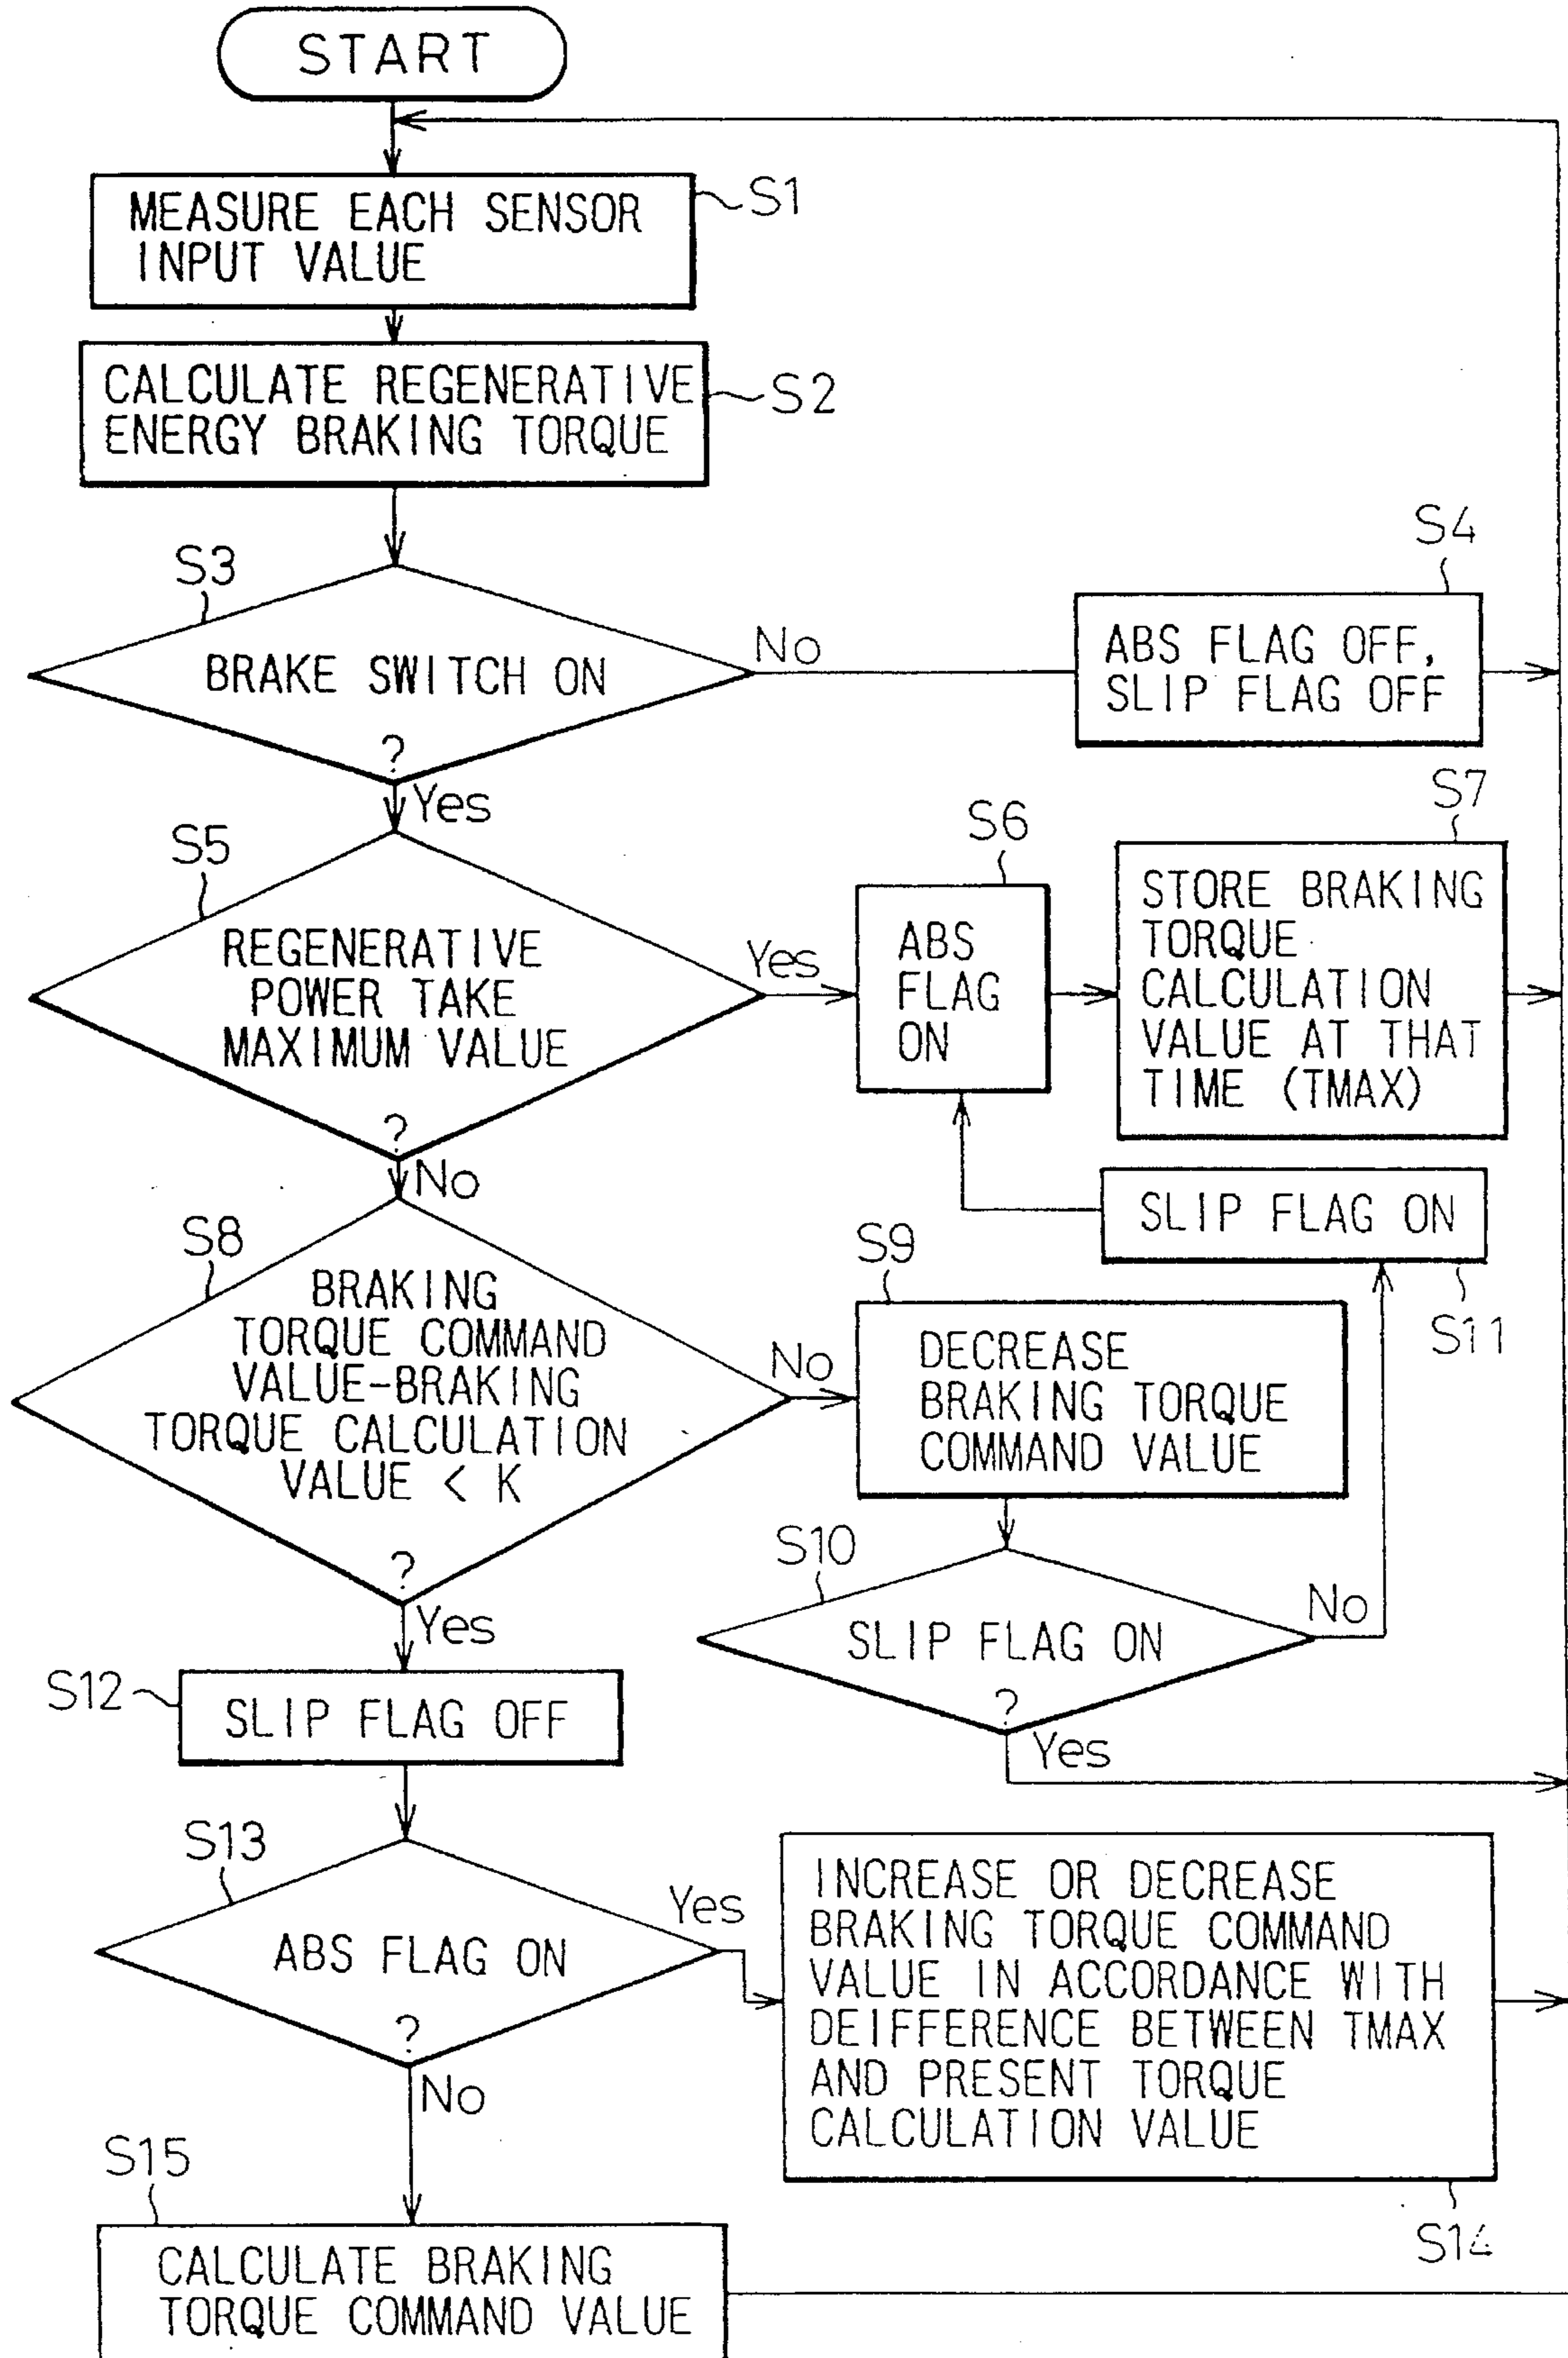 START
MEASURE EACH SENSOR
INPUT VALUE
S1
CALCULATE REGENERATIVE
ENERGY BRAKING TORQUE
S2
S3
BRAKE SWITCH ON
?
No
Yes
S4
ABS FLAG OFF,
SLIP FLAG OFF
S5
REGENERATIVE
POWER TAKE
MAXIMUM VALUE
?
Yes
No
S6
ABS
FLAG
ON
S7
STORE BRAKING
TORQUE
CALCULATION
VALUE AT THAT
TIME (TMAX)
SLIP FLAG ON
S11
S8
BRAKING
TORQUE COMMAND
VALUE-BRAKING
TORQUE CALCULATION
VALUE < K
?
No
Yes
S9
DECREASE
BRAKING TORQUE
COMMAND VALUE
S10
SLIP FLAG ON
?
No
Yes
S12
SLIP FLAG OFF
S13
ABS FLAG ON
?
Yes
No
INCREASE OR DECREASE
BRAKING TORQUE COMMAND
VALUE IN ACCORDANCE WITH
DEIFFERENCE BETWEEN TMAX
AND PRESENT TORQUE
CALCULATION VALUE
S14
S15
CALCULATE BRAKING
TORQUE COMMAND VALUE